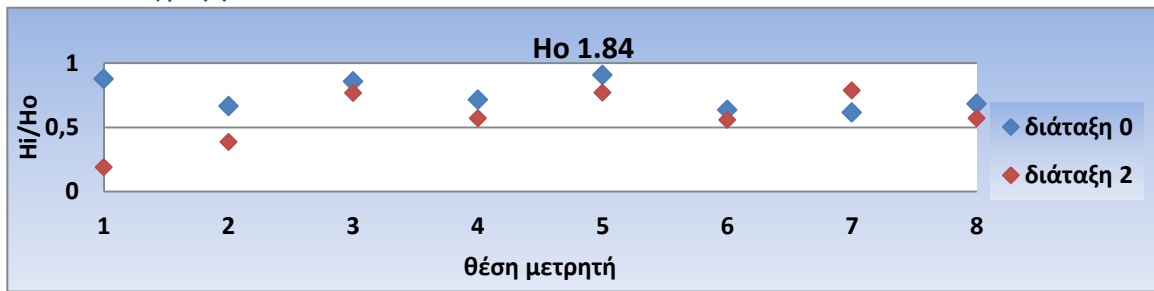 Ho 1.84
Hi/Ho
1
0,5
0
1 2 3 4 5 6 7 8
θέση μετρητή
διάταξη 0
διάταξη 2